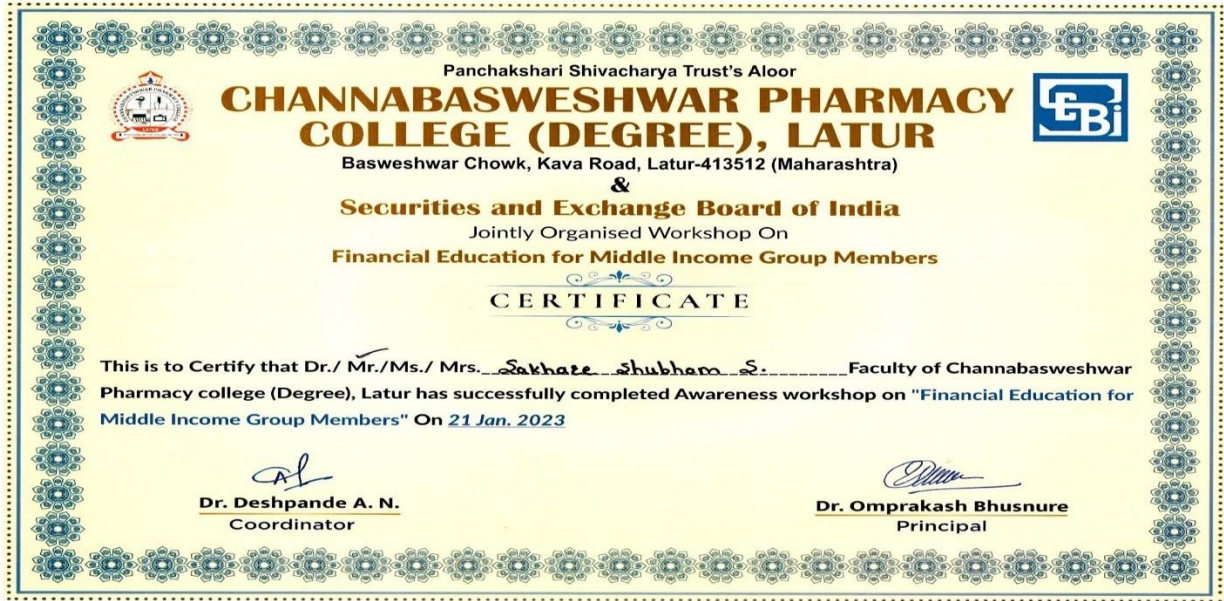 Panchakshari Shivacharya Trust's Aloor
CHANNABASWESHWAR PHARMACY
COLLEGE (DEGREE), LATUR
Basweshwar Chowk, Kava Road, Latur-413512 (Maharashtra)
&
Securities and Exchange Board of India
Jointly Organised Workshop On
Financial Education for Middle Income Group Members
CERTIFICATE
This is to Certify that Dr./ Mr./Ms./ Mrs. Sakhare Shubham S. Faculty of Channabasweshwar
Pharmacy college (Degree), Latur has successfully completed Awareness workshop on "Financial Education for
Middle Income Group Members" On 21 Jan. 2023
Dr. Deshpande A. N.
Coordinator
Dr. Omprakash Bhusnure
Principal
LATUR
SEBI